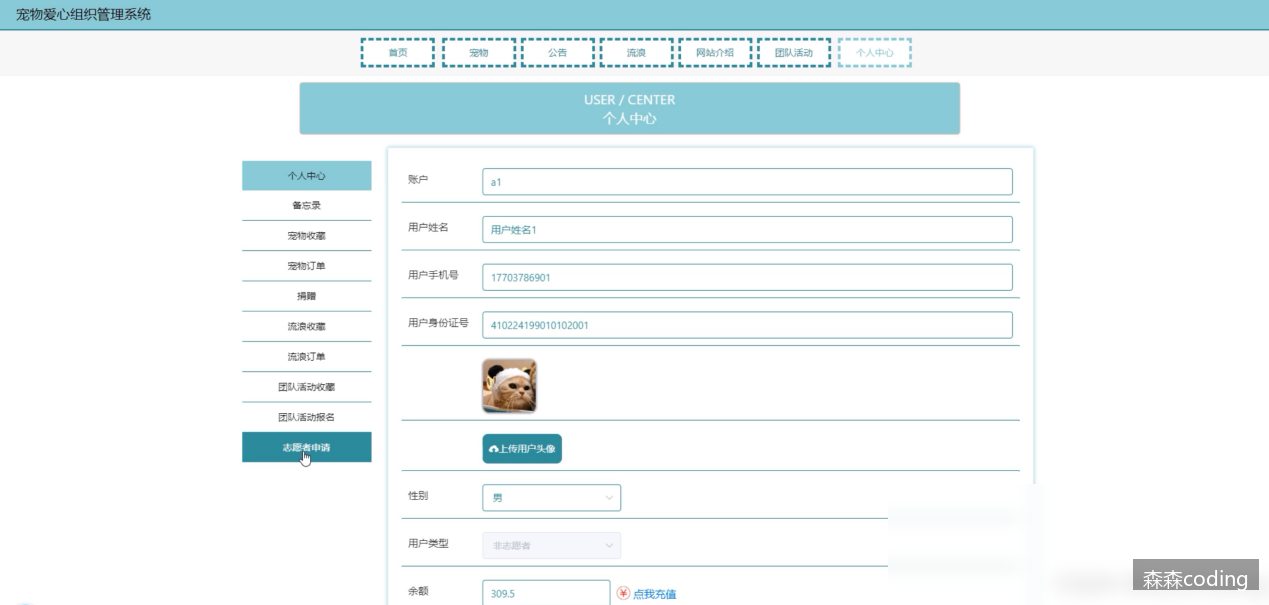 宠物爱心组织管理系统
首页 宠物 公告 流浪 网站介绍 团队活动 个人中心
USER / CENTER
个人中心
个人中心
备忘录
宠物收藏
宠物订单
捐赠
流浪收藏
流浪订单
团队活动收藏
团队活动报名
志愿者申请
账户 a1
用户姓名 用户姓名1
用户手机号 17703786901
用户身份证号 410224199010102001
上传用户头像
性别 男
用户类型 非志愿者
余额 309.5 点我充值
森森coding